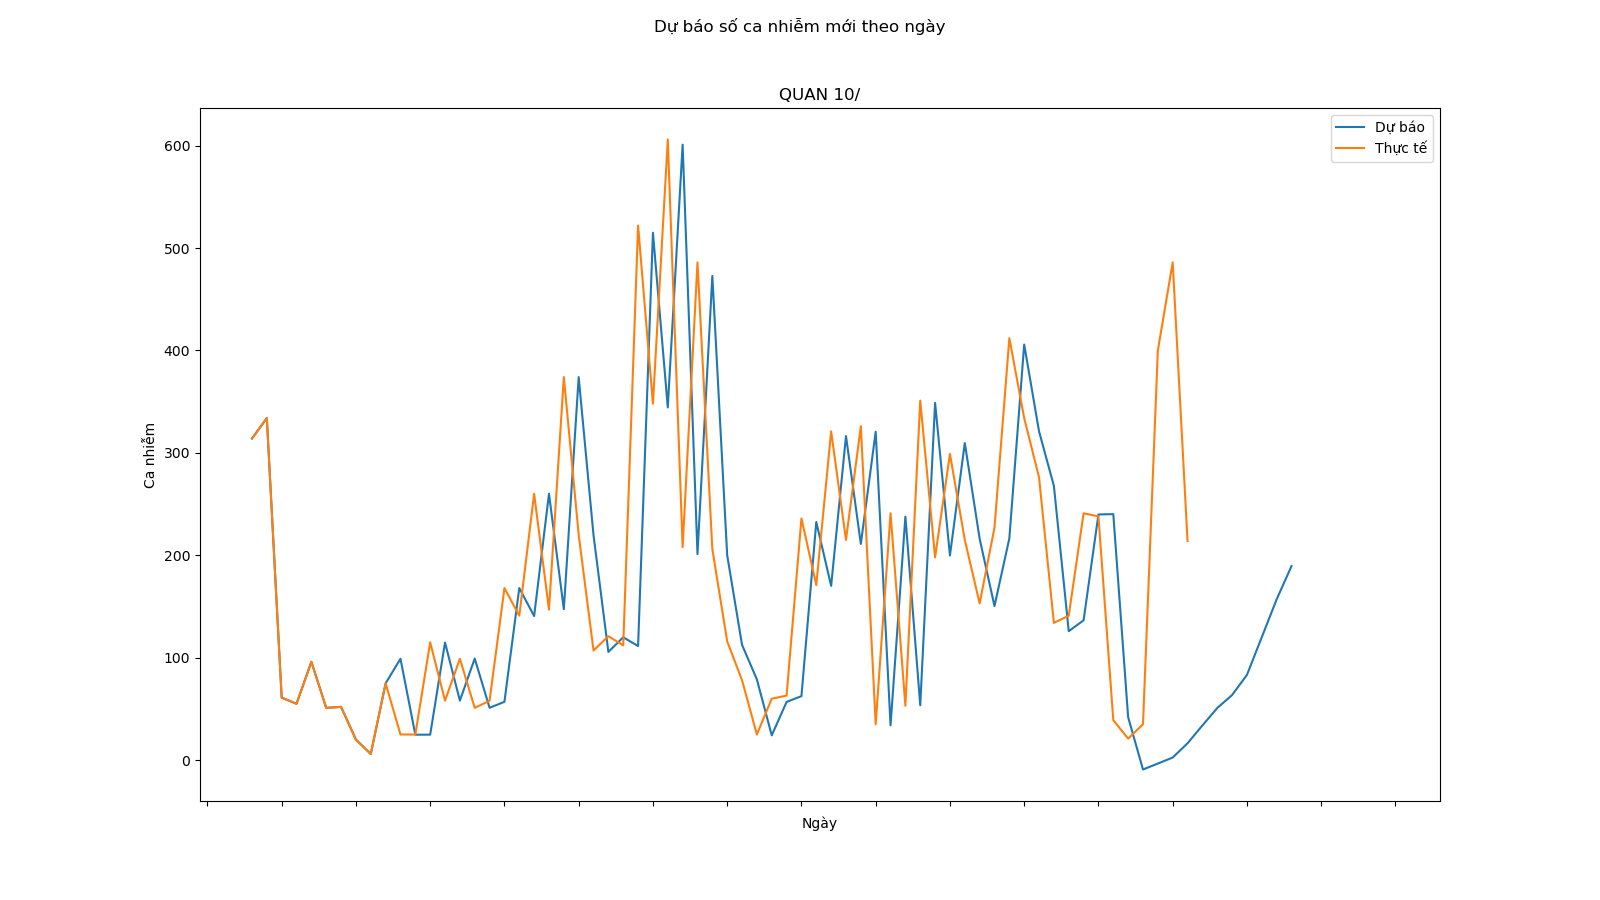 Dự báo số ca nhiễm mới theo ngày
QUAN 10/
Dự báo
Thực tế
600
500
400
300
200
100
0
Ca nhiễm
Ngày